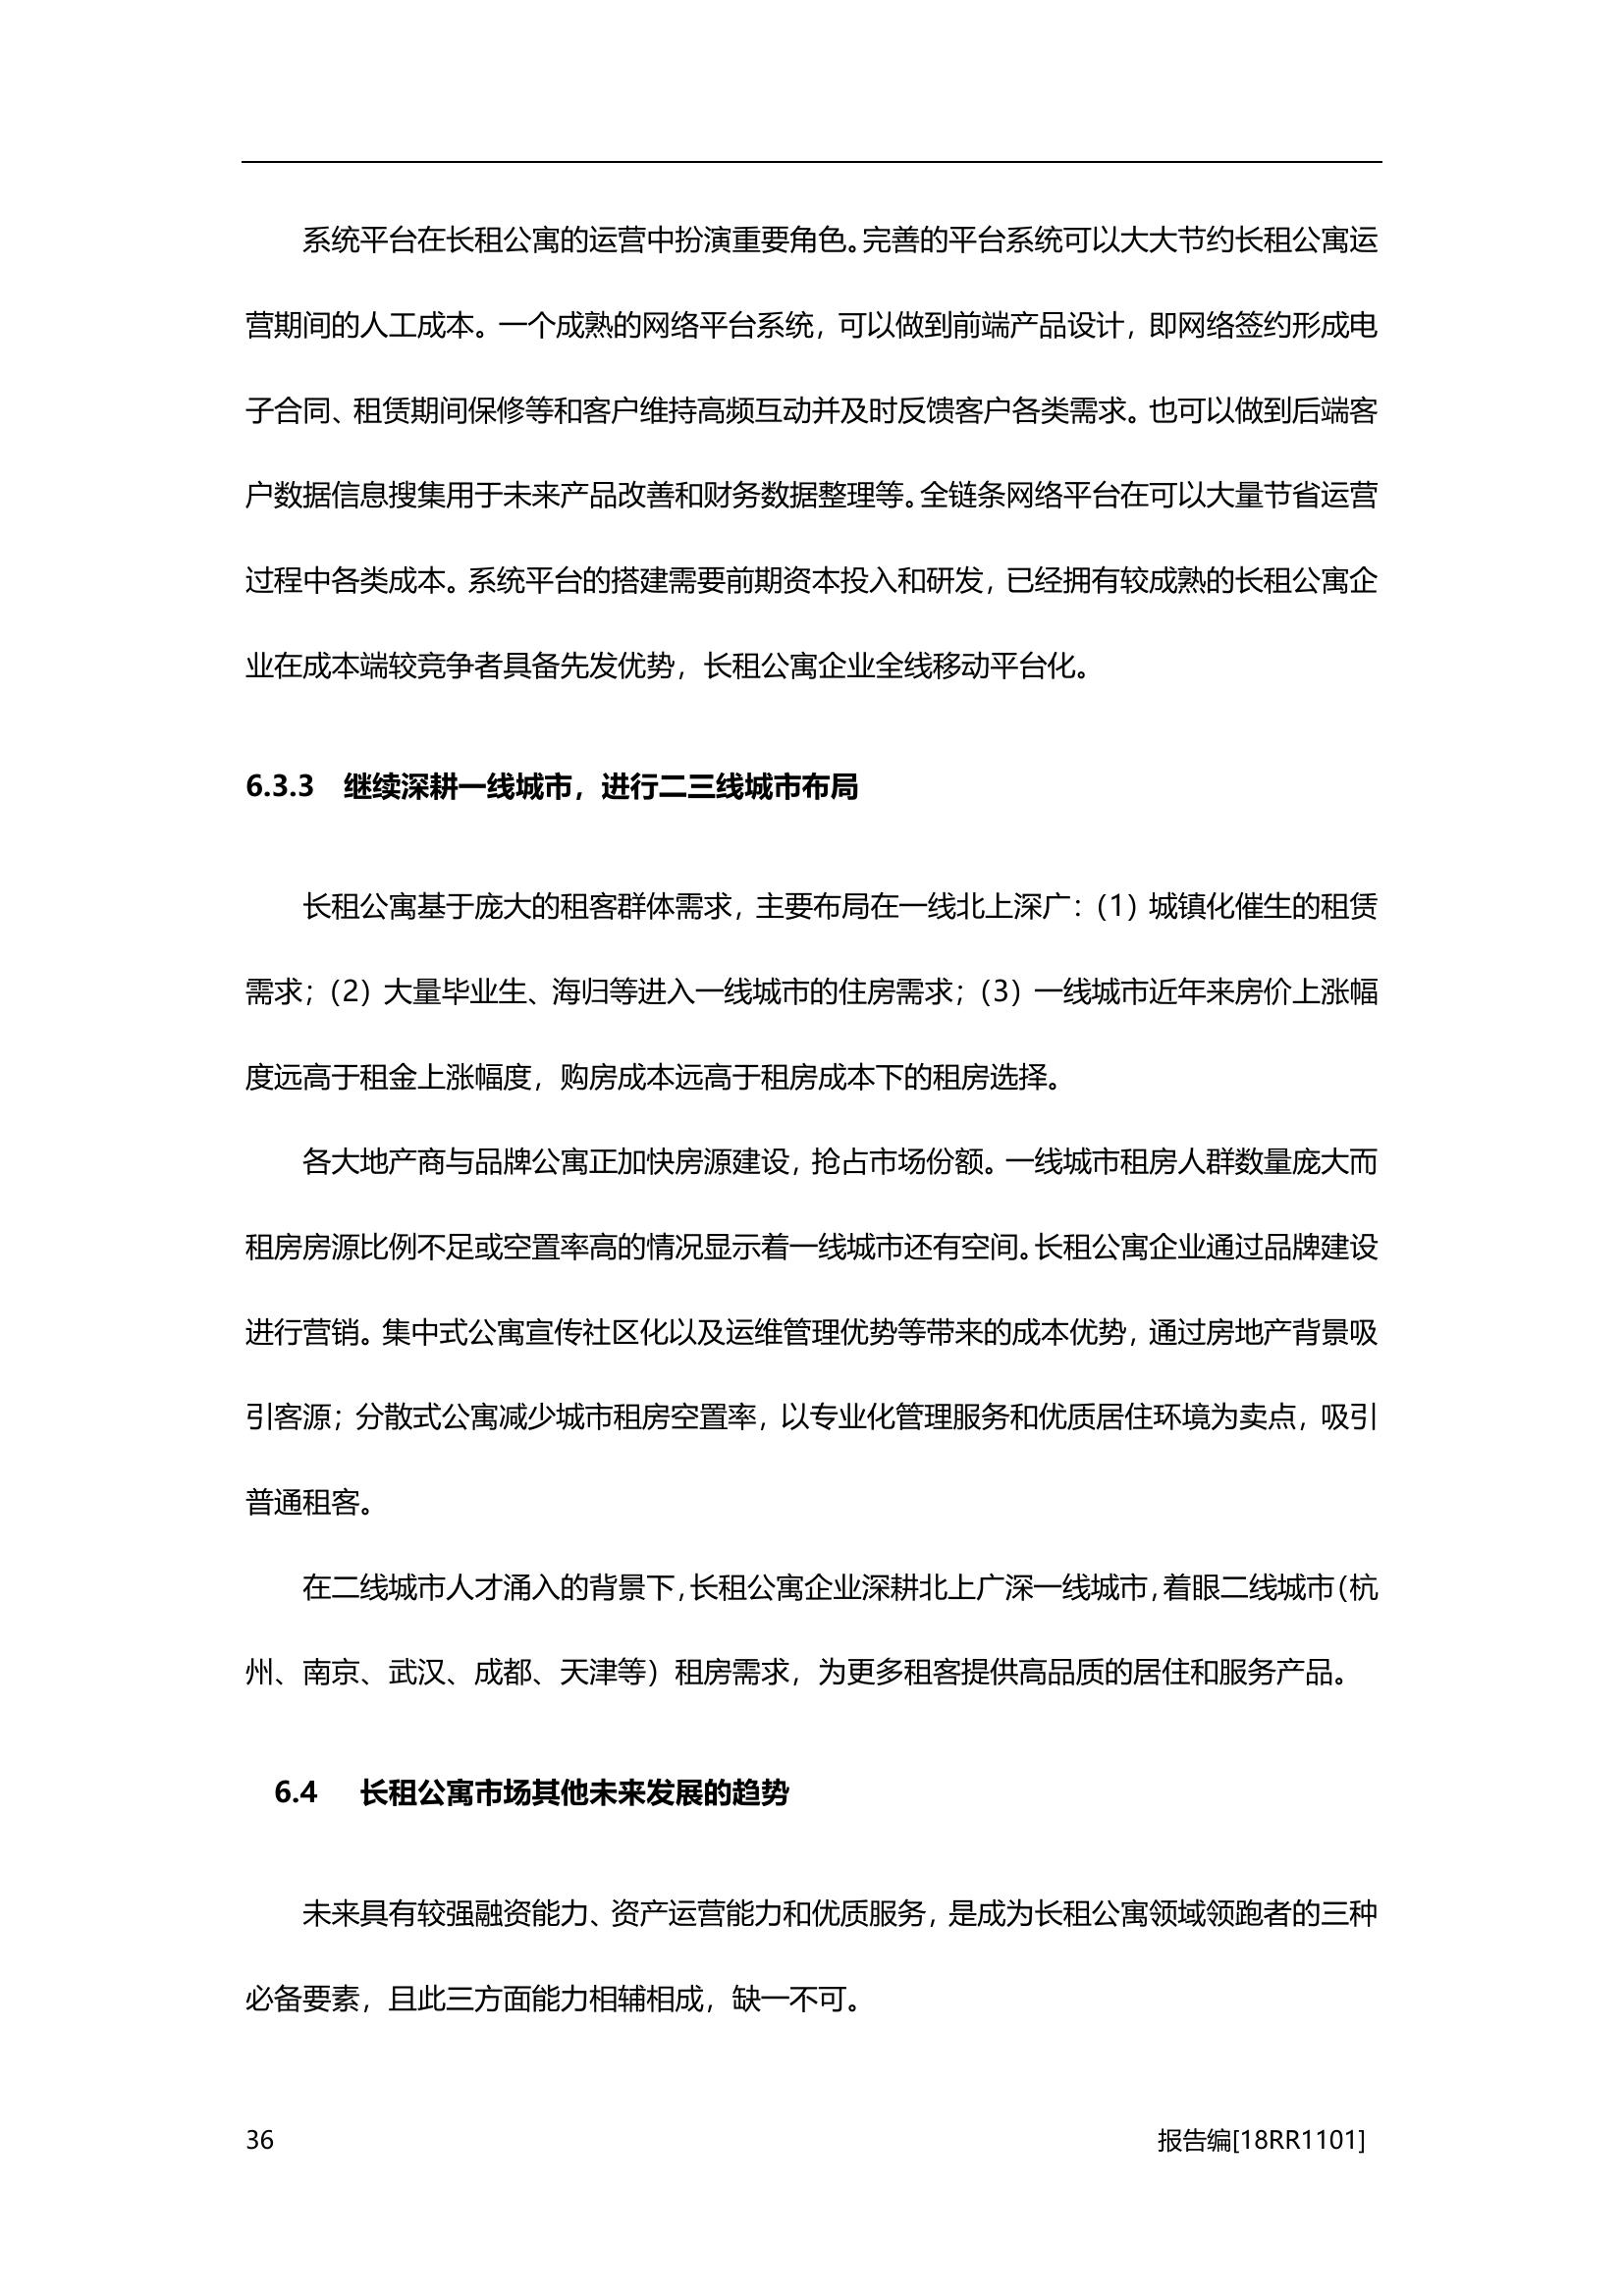 系统平台在长租公寓的运营中扮演重要角色。完善的平台系统可以大大节约长租公寓运
营期间的人工成本。一个成熟的网络平台系统，可以做到前端产品设计，即网络签约形成电
子合同、租赁期间保修等和客户维持高频互动并及时反馈客户各类需求。也可以做到后端客
户数据信息搜集用于未来产品改善和财务数据整理等。全链条网络平台在可以大量节省运营
过程中各类成本。系统平台的搭建需要前期资本投入和研发，已经拥有较成熟的长租公寓企
业在成本端较竞争者具备先发优势，长租公寓企业全线移动平台化。
6.3.3 继续深耕一线城市，进行二三线城市布局
长租公寓基于庞大的租客群体需求，主要布局在一线北上深广：（1）城镇化催生的租赁
需求；（2）大量毕业生、海归等进入一线城市的住房需求；（3）一线城市近年来房价上涨幅
度远高于租金上涨幅度，购房成本远高于租房成本下的租房选择。
各大地产商与品牌公寓正加快房源建设，抢占市场份额。一线城市租房人群数量庞大而
租房房源比例不足或空置率高的情况显示着一线城市还有空间。长租公寓企业通过品牌建设
进行营销。集中式公寓宣传社区化以及运维管理优势等带来的成本优势，通过房地产背景吸
引客源；分散式公寓减少城市租房空置率，以专业化管理服务和优质居住环境为卖点，吸引
普通租客。
在二线城市人才涌入的背景下，长租公寓企业深耕北上广深一线城市，着眼二线城市（杭
州、南京、武汉、成都、天津等）租房需求，为更多租客提供高品质的居住和服务产品。
6.4 长租公寓市场其他未来发展的趋势
未来具有较强融资能力、资产运营能力和优质服务，是成为长租公寓领域领跑者的三种
必备要素，且此三方面能力相辅相成，缺一不可。
36 报告编[18RR1101]